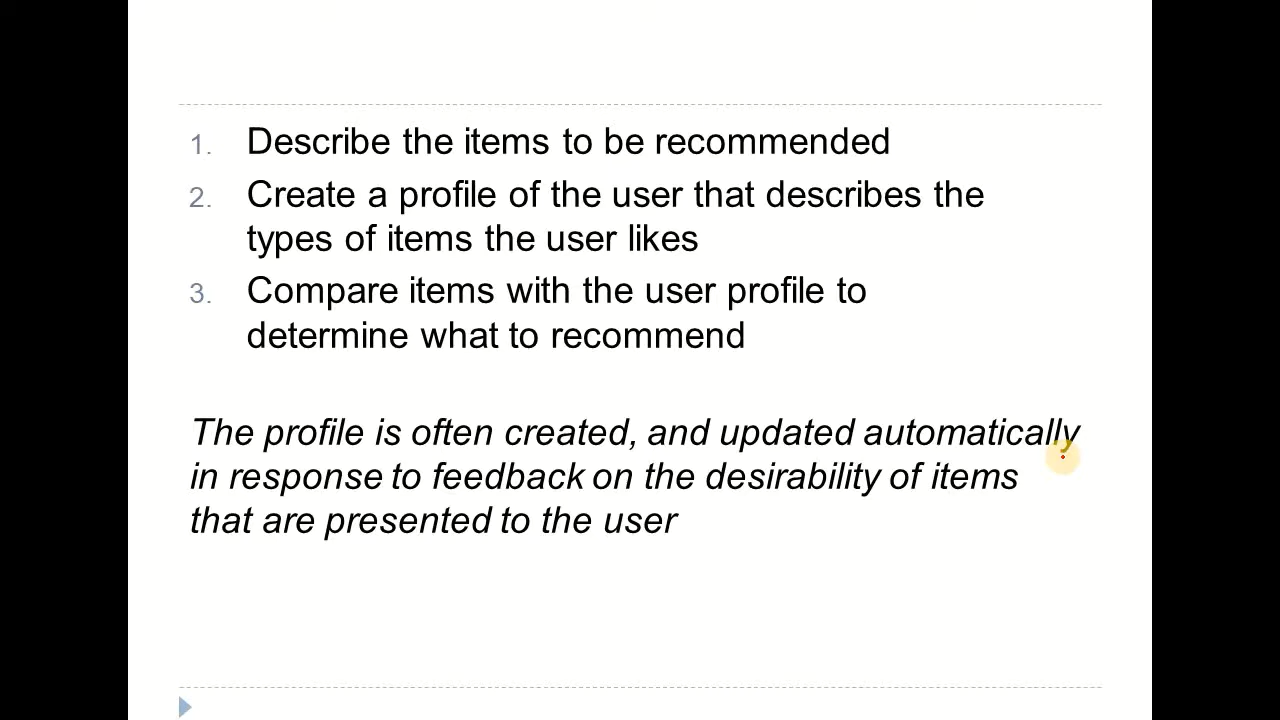 1. Describe the items to be recommended
2. Create a profile of the user that describes the
types of items the user likes
3. Compare items with the user profile to
determine what to recommend
The profile is often created, and updated automatically
in response to feedback on the desirability of items
that are presented to the user